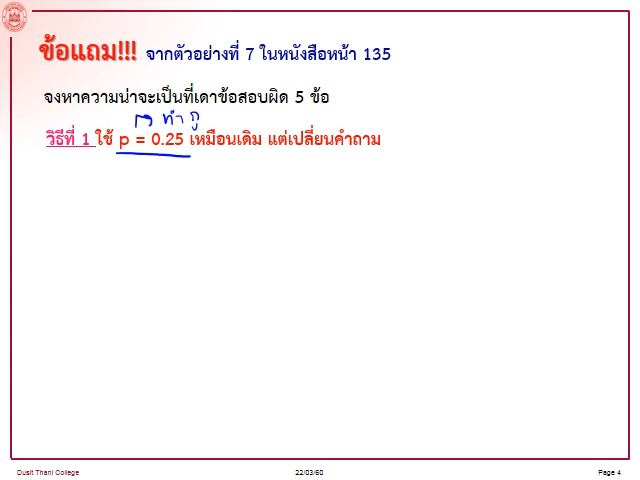 ข้อแถม!!! จากตัวอย่างที่ 7 ในหนังสือหน้า 135
จงหาความน่าจะเป็นที่เดาข้อสอบผิด 5 ข้อ
ทำถู
วิธีที่ 1 ใช้ p = 0.25 เหมือนเดิม แต่เปลี่ยนคำถาม
Dusit Thani College 22/03/60 Page 4